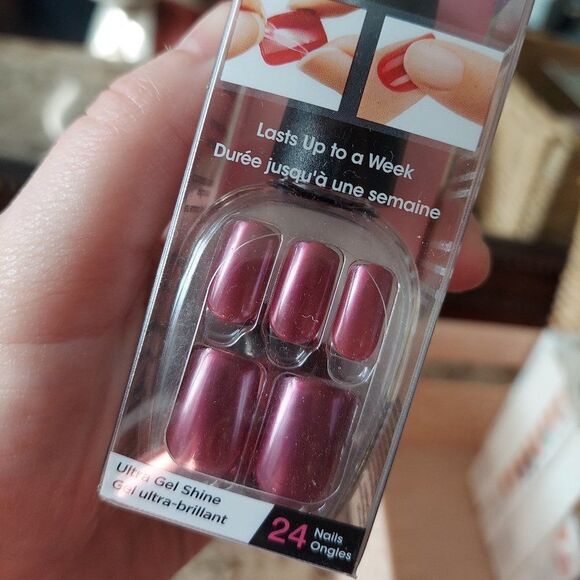 Lasts Up to a Week
Durée jusqu'à une semaine
Ultra Gel Shine
Gel ultra-brillant
24 Nails
Ongles